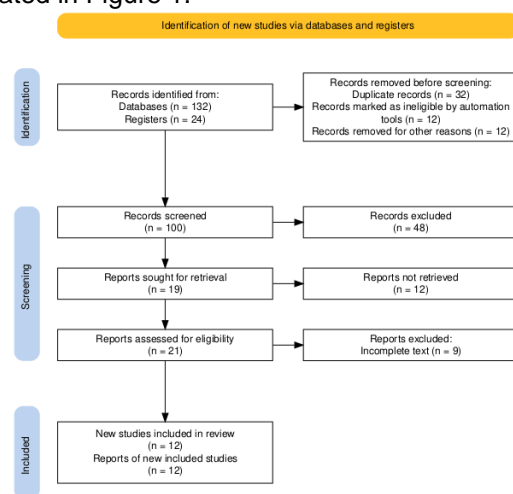 ated in Figure 1.
Identification of new studies via databases and registers
Identification
Records identified from:
Databases (n = 132)
Registers (n = 24)
Records removed before screening:
Duplicate records (n = 32)
Records marked as ineligible by automation
tools (n = 12)
Records removed for other reasons (n = 12)
Screening
Records screened
(n = 100)
Records excluded
(n = 48)
Reports sought for retrieval
(n = 19)
Reports not retrieved
(n = 12)
Reports assessed for eligibility
(n = 21)
Reports excluded:
Incomplete text (n = 9)
Included
New studies included in review
(n = 12)
Reports of new included studies
(n = 12)